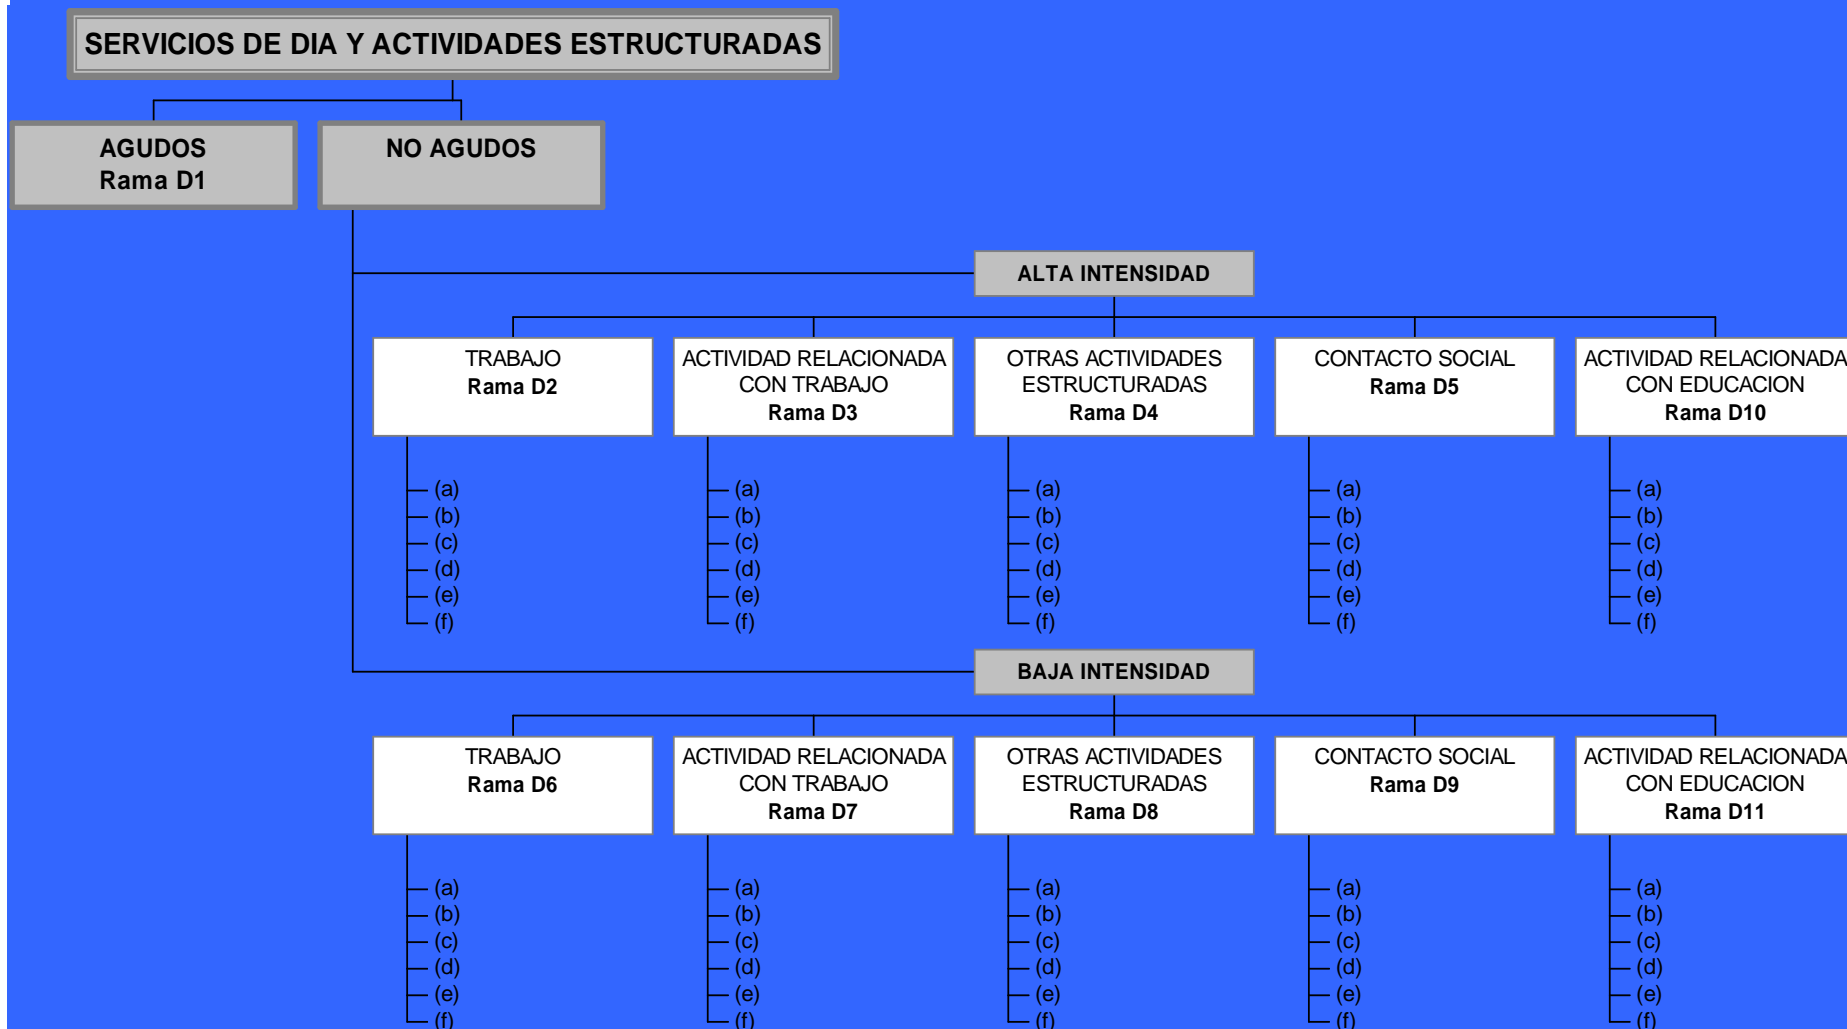 SERVICIOS DE DIA Y ACTIVIDADES ESTRUCTURADAS
AGUDOS
Rama D1
NO AGUDOS
ALTA INTENSIDAD
TRABAJO
Rama D2
ACTIVIDAD RELACIONADA
CON TRABAJO
Rama D3
OTRAS ACTIVIDADES
ESTRUCTURADAS
Rama D4
CONTACTO SOCIAL
Rama D5
ACTIVIDAD RELACIONADA
CON EDUCACION
Rama D10
(a)
(b)
(c)
(d)
(e)
(f)
(a)
(b)
(c)
(d)
(e)
(f)
(a)
(b)
(c)
(d)
(e)
(f)
(a)
(b)
(c)
(d)
(e)
(f)
(a)
(b)
(c)
(d)
(e)
(f)
BAJA INTENSIDAD
TRABAJO
Rama D6
ACTIVIDAD RELACIONADA
CON TRABAJO
Rama D7
OTRAS ACTIVIDADES
ESTRUCTURADAS
Rama D8
CONTACTO SOCIAL
Rama D9
ACTIVIDAD RELACIONADA
CON EDUCACION
Rama D11
(a)
(b)
(c)
(d)
(e)
(f)
(a)
(b)
(c)
(d)
(e)
(f)
(a)
(b)
(c)
(d)
(e)
(f)
(a)
(b)
(c)
(d)
(e)
(f)
(a)
(b)
(c)
(d)
(e)
(f)